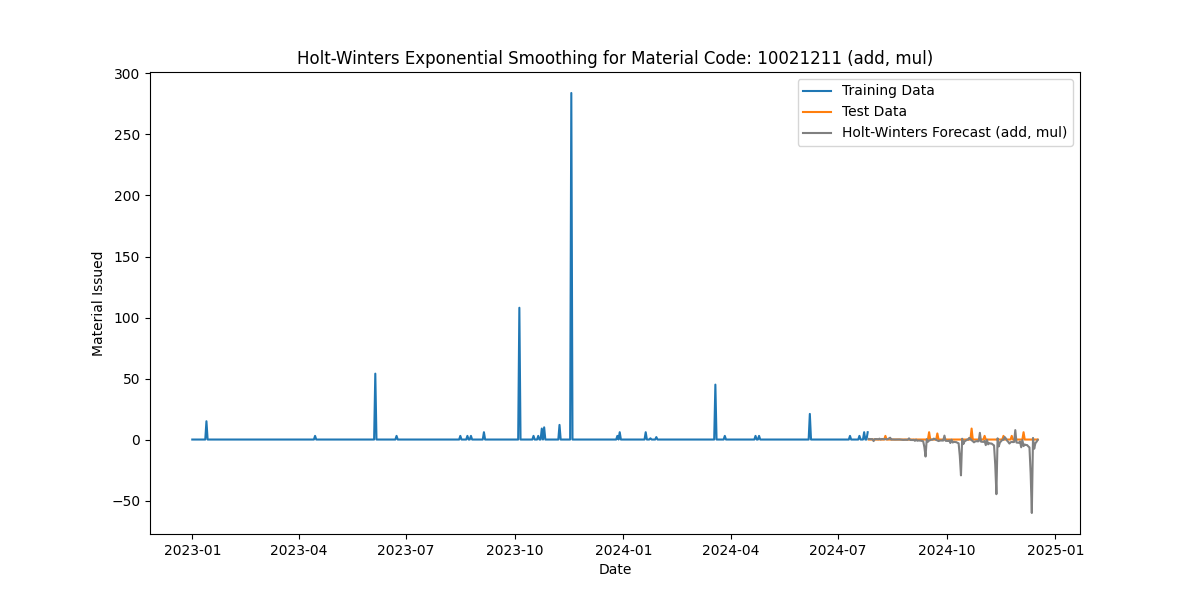 Holt-Winters Exponential Smoothing for Material Code: 10021211 (add, mul)
Training Data
Test Data
Holt-Winters Forecast (add, mul)
Material Issued
300
250
200
150
100
50
0
−50
2023-01 2023-04 2023-07 2023-10 2024-01 2024-04 2024-07 2024-10 2025-01
Date